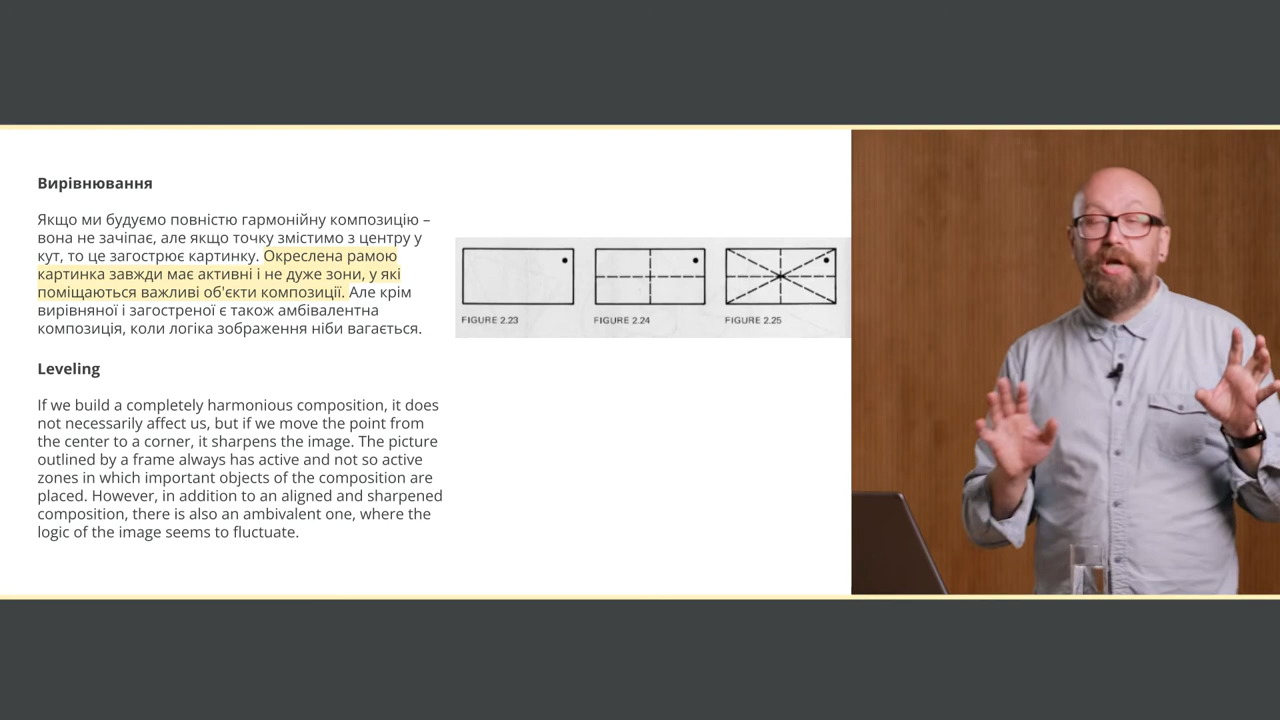 Вирівнювання
Якщо ми будуємо повністю гармонійну композицію –
вона не зачіпає, але якщо точку змістимо з центру у
кут, то це загострює картинку. Окреслена рамою
картинка завжди має активні і не дуже зони, у які
поміщаються важливі об'єкти композиції. Але крім
вирівняної і загостреної є також амбівалентна
композиція, коли логіка зображення ніби вагається.
Leveling
If we build a completely harmonious composition, it does
not necessarily affect us, but if we move the point from
the center to a corner, it sharpens the image. The picture
outlined by a frame always has active and not so active
zones in which important objects of the composition are
placed. However, in addition to an aligned and sharpened
composition, there is also an ambivalent one, where the
logic of the image seems to fluctuate.
FIGURE 2.23
FIGURE 2.24
FIGURE 2.25